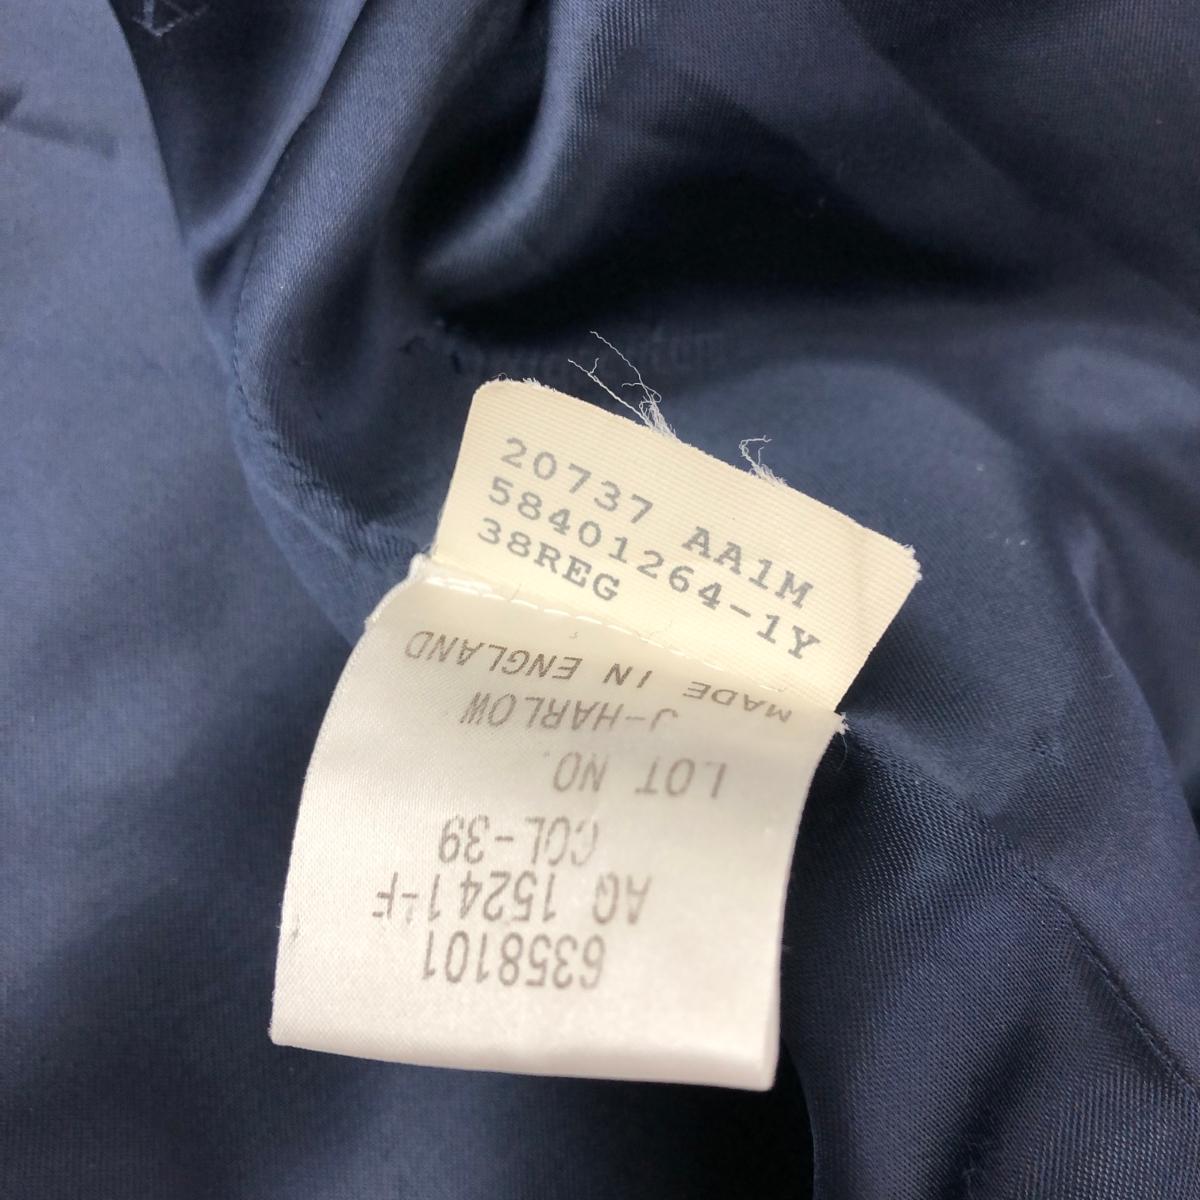 20737 AA1M
58401264-1Y
38REG
MADE IN ENGLAND
J-HARLOW
LOT NO.
COL-39
AQ 15241-F
6358101